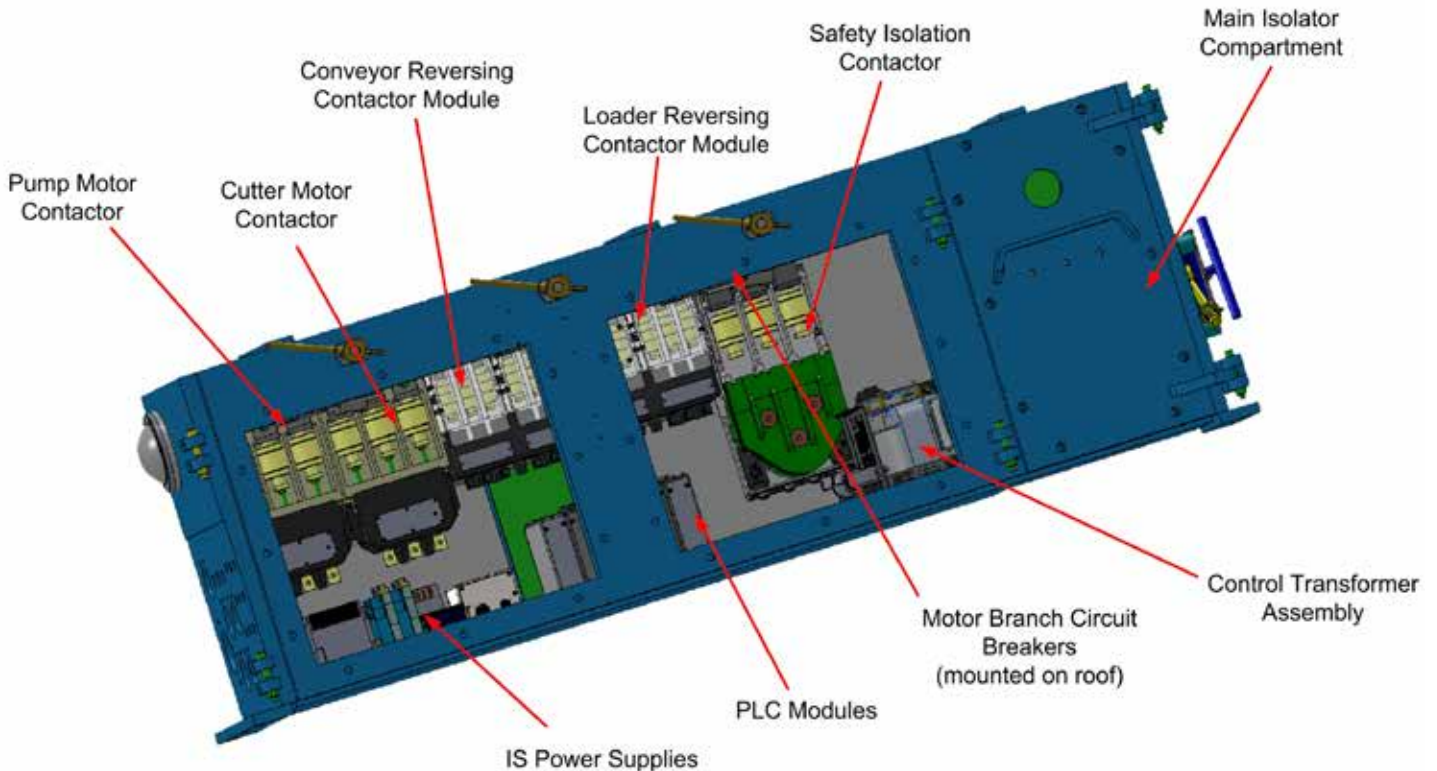 Main Isolator
Compartment
Safety Isolation
Contactor
Conveyor Reversing
Contactor Module
Loader Reversing
Contactor Module
Pump Motor
Contactor
Cutter Motor
Contactor
Control Transformer
Assembly
Motor Branch Circuit
Breakers
(mounted on roof)
PLC Modules
IS Power Supplies